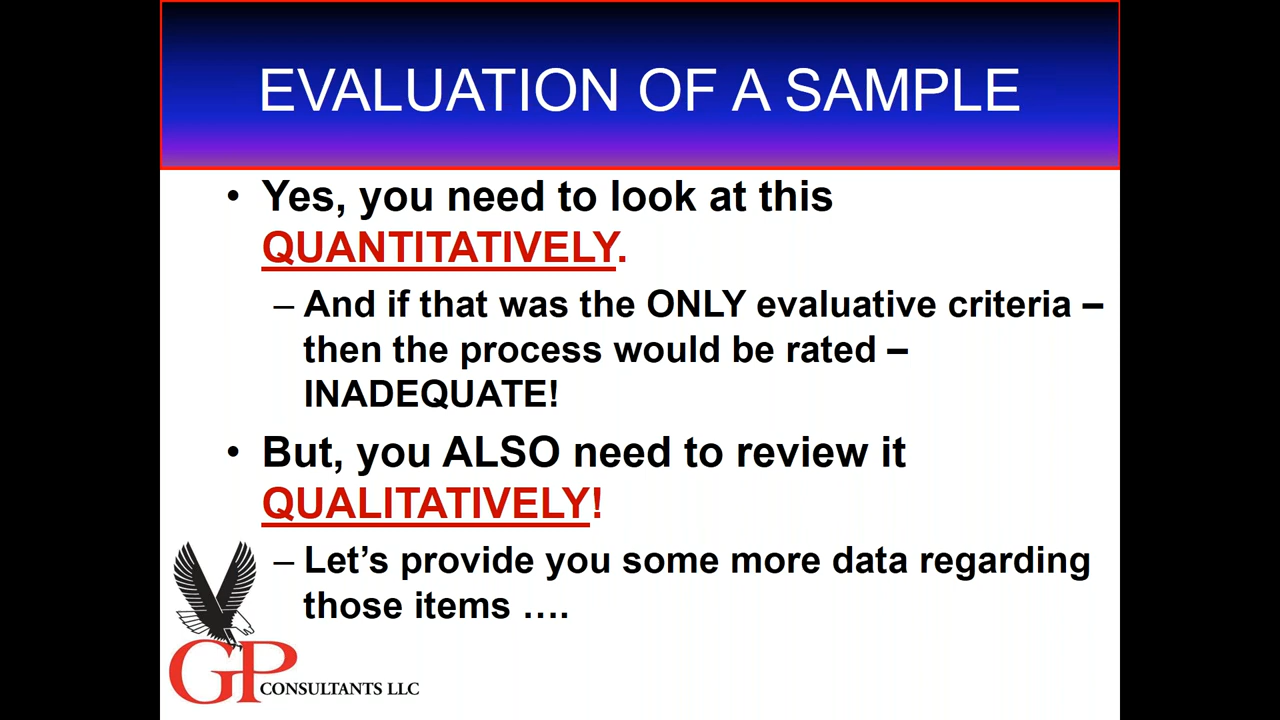 EVALUATION OF A SAMPLE
• Yes, you need to look at this
QUANTITATIVELY.
– And if that was the ONLY evaluative criteria –
then the process would be rated –
INADEQUATE!
• But, you ALSO need to review it
QUALITATIVELY!
– Let's provide you some more data regarding
those items ….
GP
CONSULTANTS LLC